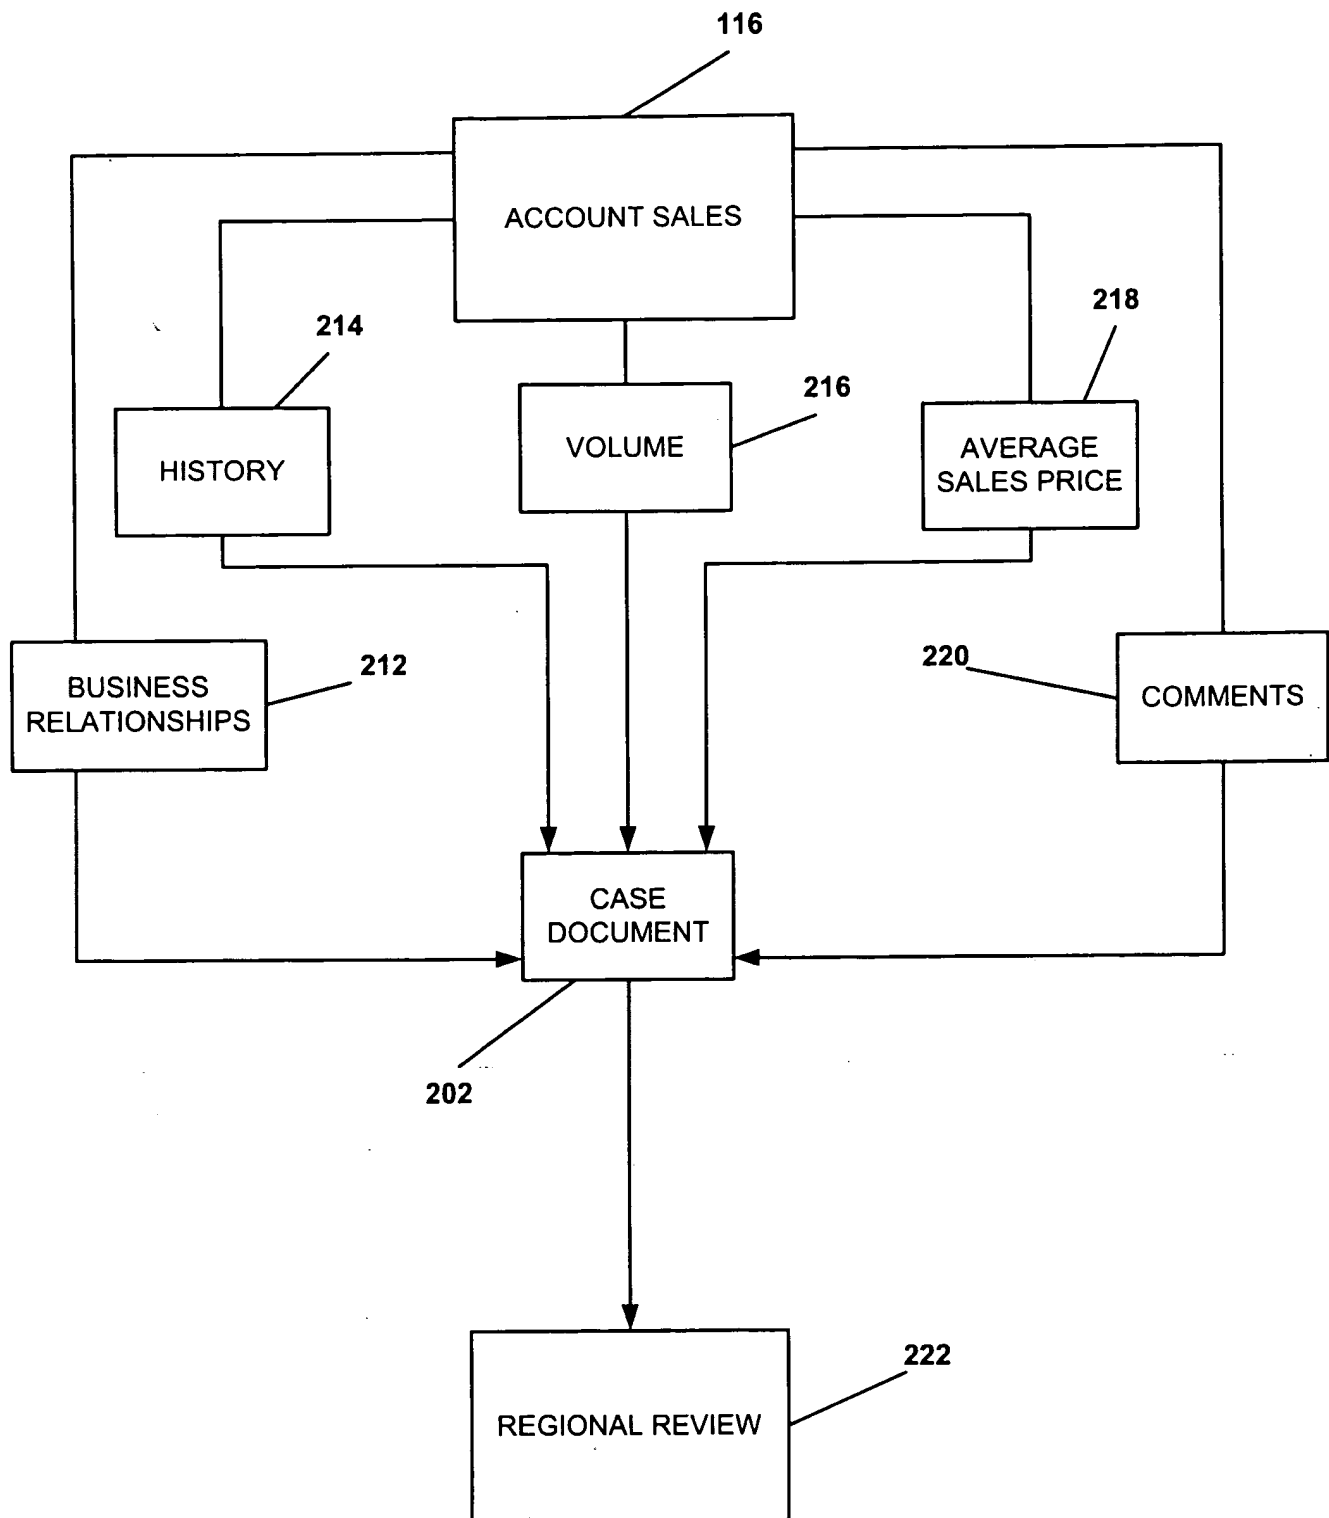 116
ACCOUNT SALES
218
214
216
VOLUME
AVERAGE
SALES PRICE
HISTORY
212
220
BUSINESS
RELATIONSHIPS
COMMENTS
CASE
DOCUMENT
202
222
REGIONAL REVIEW